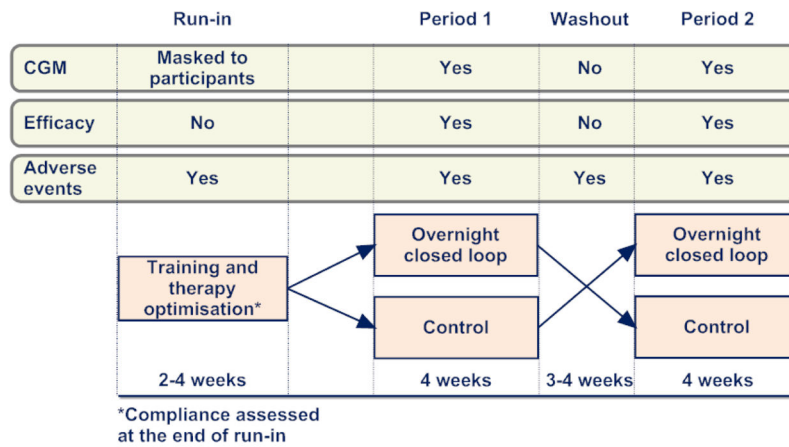 Run-in Period 1 Washout Period 2
CGM Masked to participants Yes No Yes
Efficacy No Yes No Yes
Adverse events Yes Yes Yes Yes
Training and
therapy
optimisation*
Overnight
closed loop
Control
Overnight
closed loop
Control
2-4 weeks 4 weeks 3-4 weeks 4 weeks
*Compliance assessed
at the end of run-in